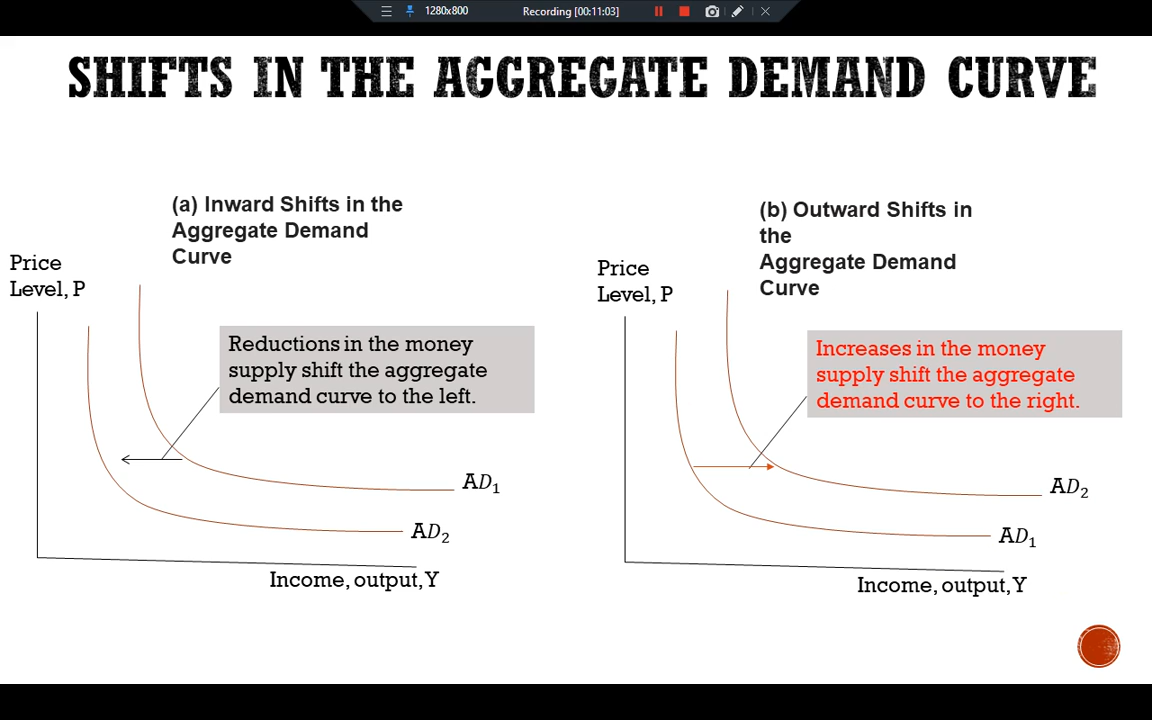 1280x800
Recording [00:11:03]
SHIFTS IN THE AGGREGATE DEMAND CURVE
(a) Inward Shifts in the
Aggregate Demand
Curve
Price
Level, P
Reductions in the money
supply shift the aggregate
demand curve to the left.
AD₁
AD₂
Income, output, Y
(b) Outward Shifts in
the
Aggregate Demand
Curve
Price
Level, P
Increases in the money
supply shift the aggregate
demand curve to the right.
AD₂
AD₁
Income, output, Y